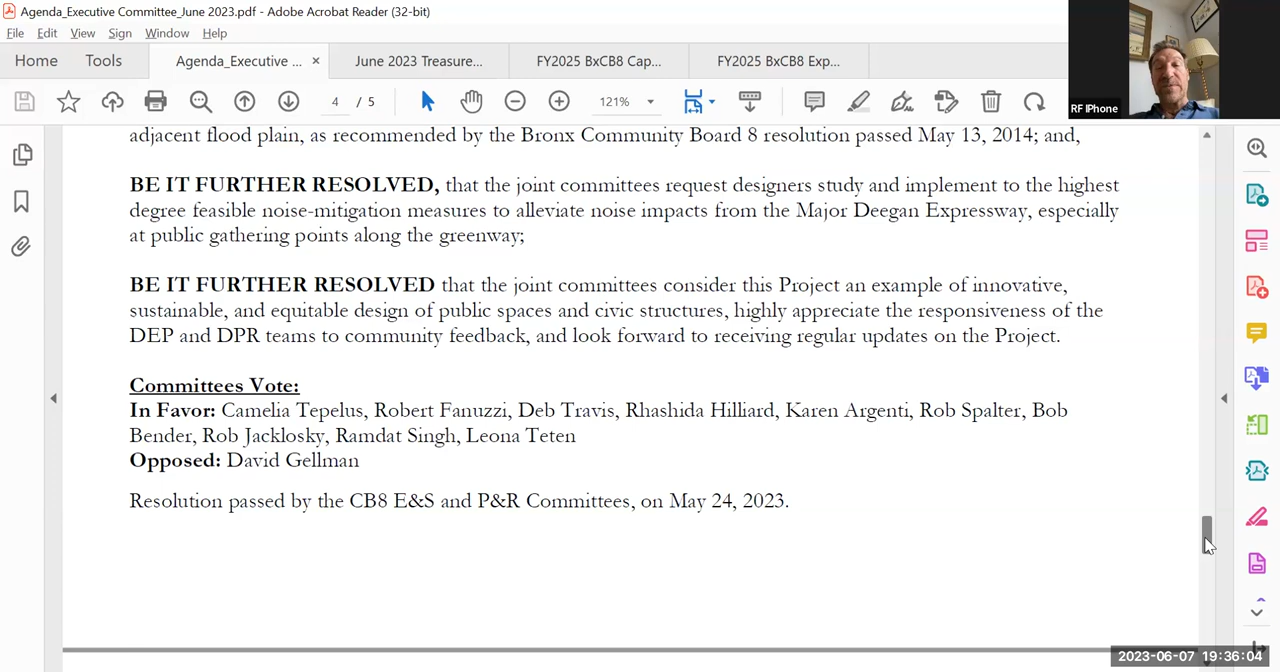 Agenda_Executive Committee_June 2023.pdf - Adobe Acrobat Reader (32-bit)
File Edit View Sign Window Help
Home Tools Agenda_Executive ... × June 2023 Treasure... FY2025 BxCB8 Cap... FY2025 BxCB8 Exp...
4 / 5 121%
RF IPhone
adjacent flood plain, as recommended by the Bronx Community Board 8 resolution passed May 13, 2014; and,
BE IT FURTHER RESOLVED, that the joint committees request designers study and implement to the highest
degree feasible noise-mitigation measures to alleviate noise impacts from the Major Deegan Expressway, especially
at public gathering points along the greenway;
BE IT FURTHER RESOLVED that the joint committees consider this Project an example of innovative,
sustainable, and equitable design of public spaces and civic structures, highly appreciate the responsiveness of the
DEP and DPR teams to community feedback, and look forward to receiving regular updates on the Project.
Committees Vote:
In Favor: Camelia Tepelus, Robert Fanuzzi, Deb Travis, Rhashida Hilliard, Karen Argenti, Rob Spalter, Bob
Bender, Rob Jacklosky, Ramdat Singh, Leona Teten
Opposed: David Gellman
Resolution passed by the CB8 E&S and P&R Committees, on May 24, 2023.
2023-06-07 19:36:04